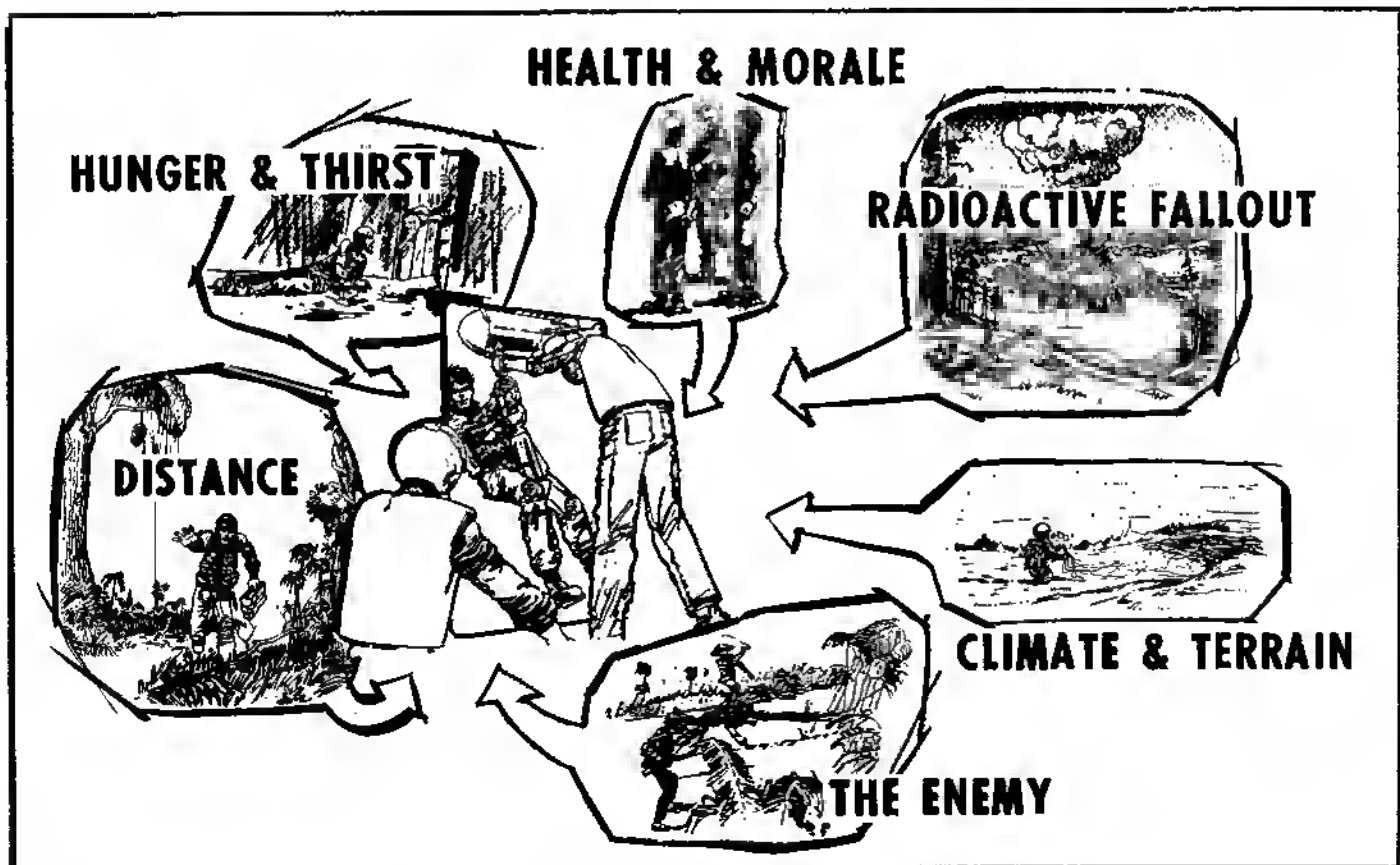 HEALTH & MORALE
HUNGER & THIRST
RADIOACTIVE FALLOUT
DISTANCE
CLIMATE & TERRAIN
THE ENEMY